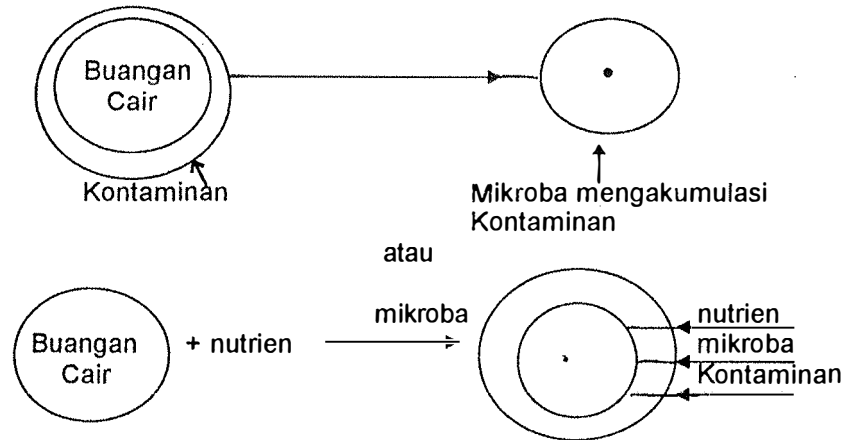 Buangan
Cair
Kontaminan
Mikroba mengakumulasi
Kontaminan
atau
Buangan
Cair
+ nutrien
mikroba
nutrien
mikroba
Kontaminan